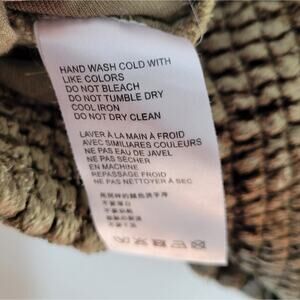 HAND WASH COLD WITH
LIKE COLORS
DO NOT BLEACH
DO NOT TUMBLE DRY
COOL IRON
DO NOT DRY CLEAN
LAVER À LA MAIN À FROID
AVEC SIMILAIRES COULEURS
NE PAS EAU DE JAVEL
NE PAS SÉCHER
EN MACHINE
REPASSAGE FROID
NE PAS NETTOYER À SEC